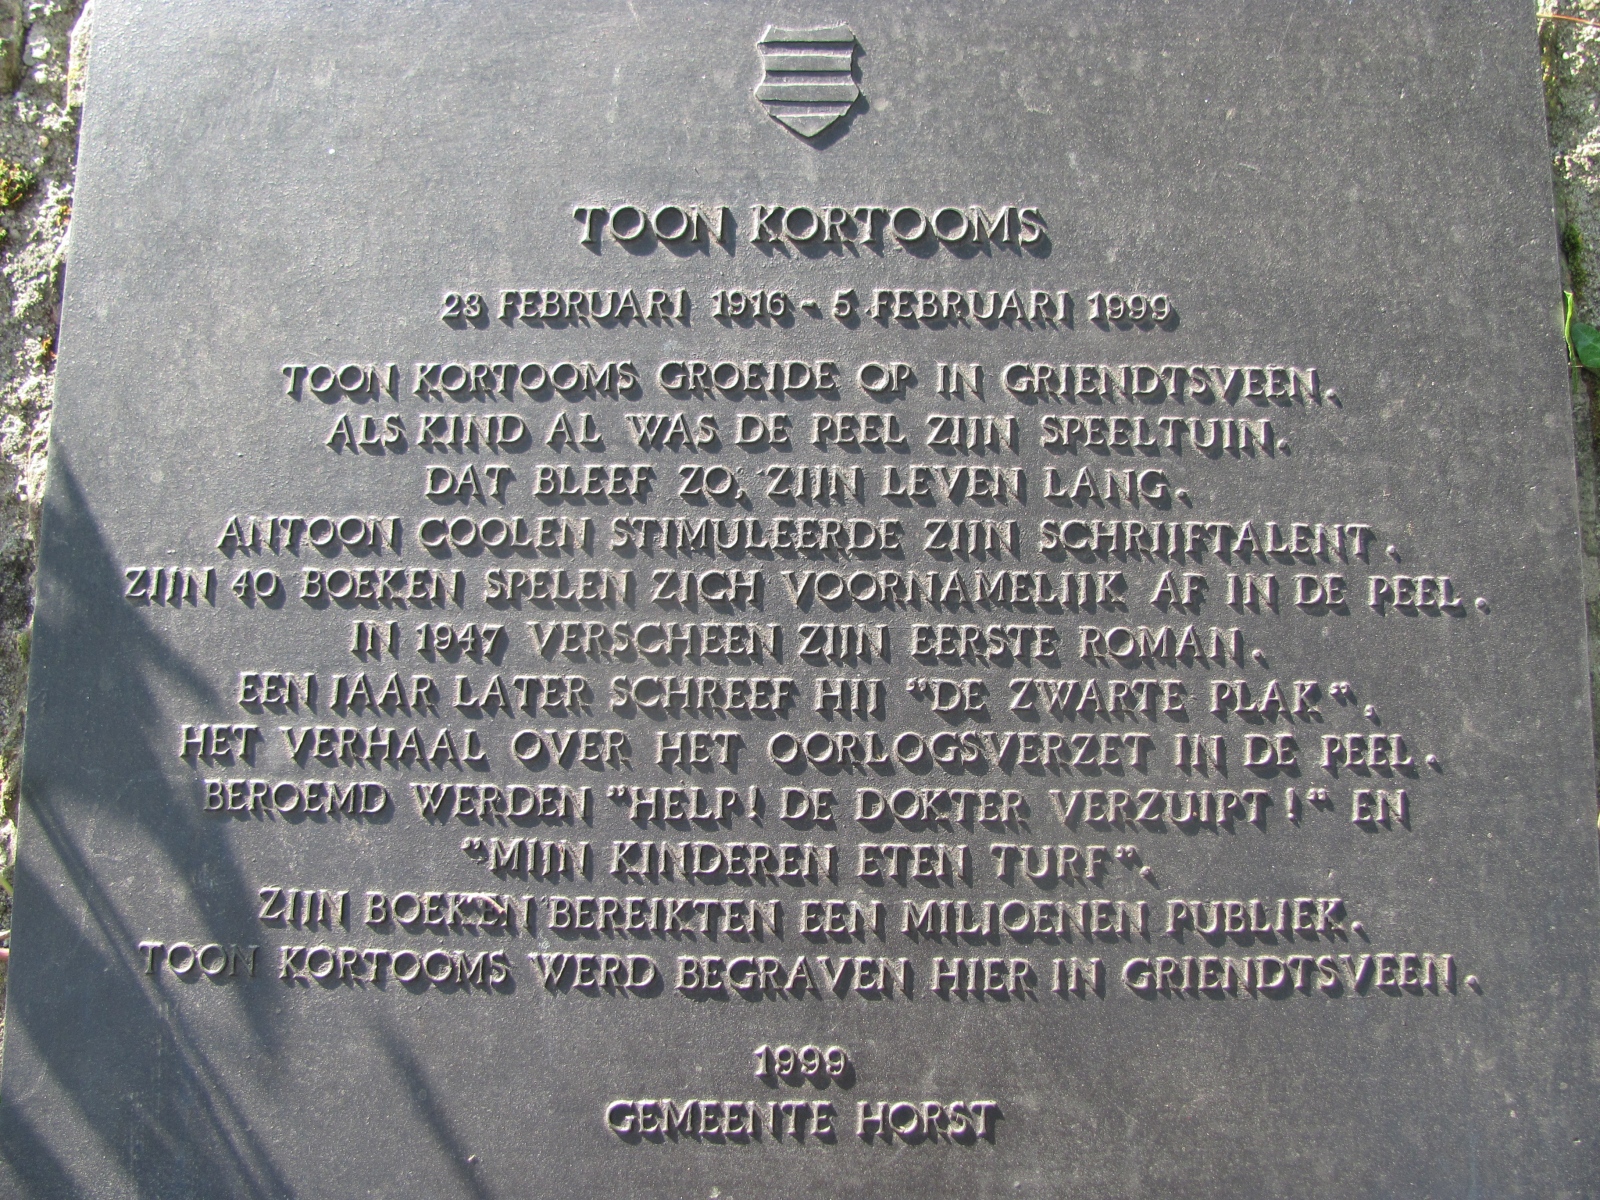 TOON KORTOOMS
23 FEBRUARI 1916 - 5 FEBRUARI 1999
TOON KORTOOMS GROEIDE OP IN GRIENDTSVEEN.
ALS KIND AL WAS DE PEEL ZIJN SPEELTUIN.
DAT BLEEF ZO, ZIJN LEVEN LANG.
ANTOON COOLEN STIMULEERDE ZIJN SCHRIJFTALENT.
ZIJN 40 BOEKEN SPELEN ZICH VOORNAMELIJK AF IN DE PEEL.
IN 1947 VERSCHEEN ZIJN EERSTE ROMAN.
EEN JAAR LATER SCHREEF HIJ "DE ZWARTE PLAK".
HET VERHAAL OVER HET OORLOGSVERZET IN DE PEEL.
BEROEMD WERDEN "HELP! DE DOKTER VERZUIPT!" EN
"MIJN KINDEREN ETEN TURF".
ZIJN BOEKEN BEREIKTEN EEN MILJOENEN PUBLIEK.
TOON KORTOOMS WERD BEGRAVEN HIER IN GRIENDTSVEEN.
1999
GEMEENTE HORST